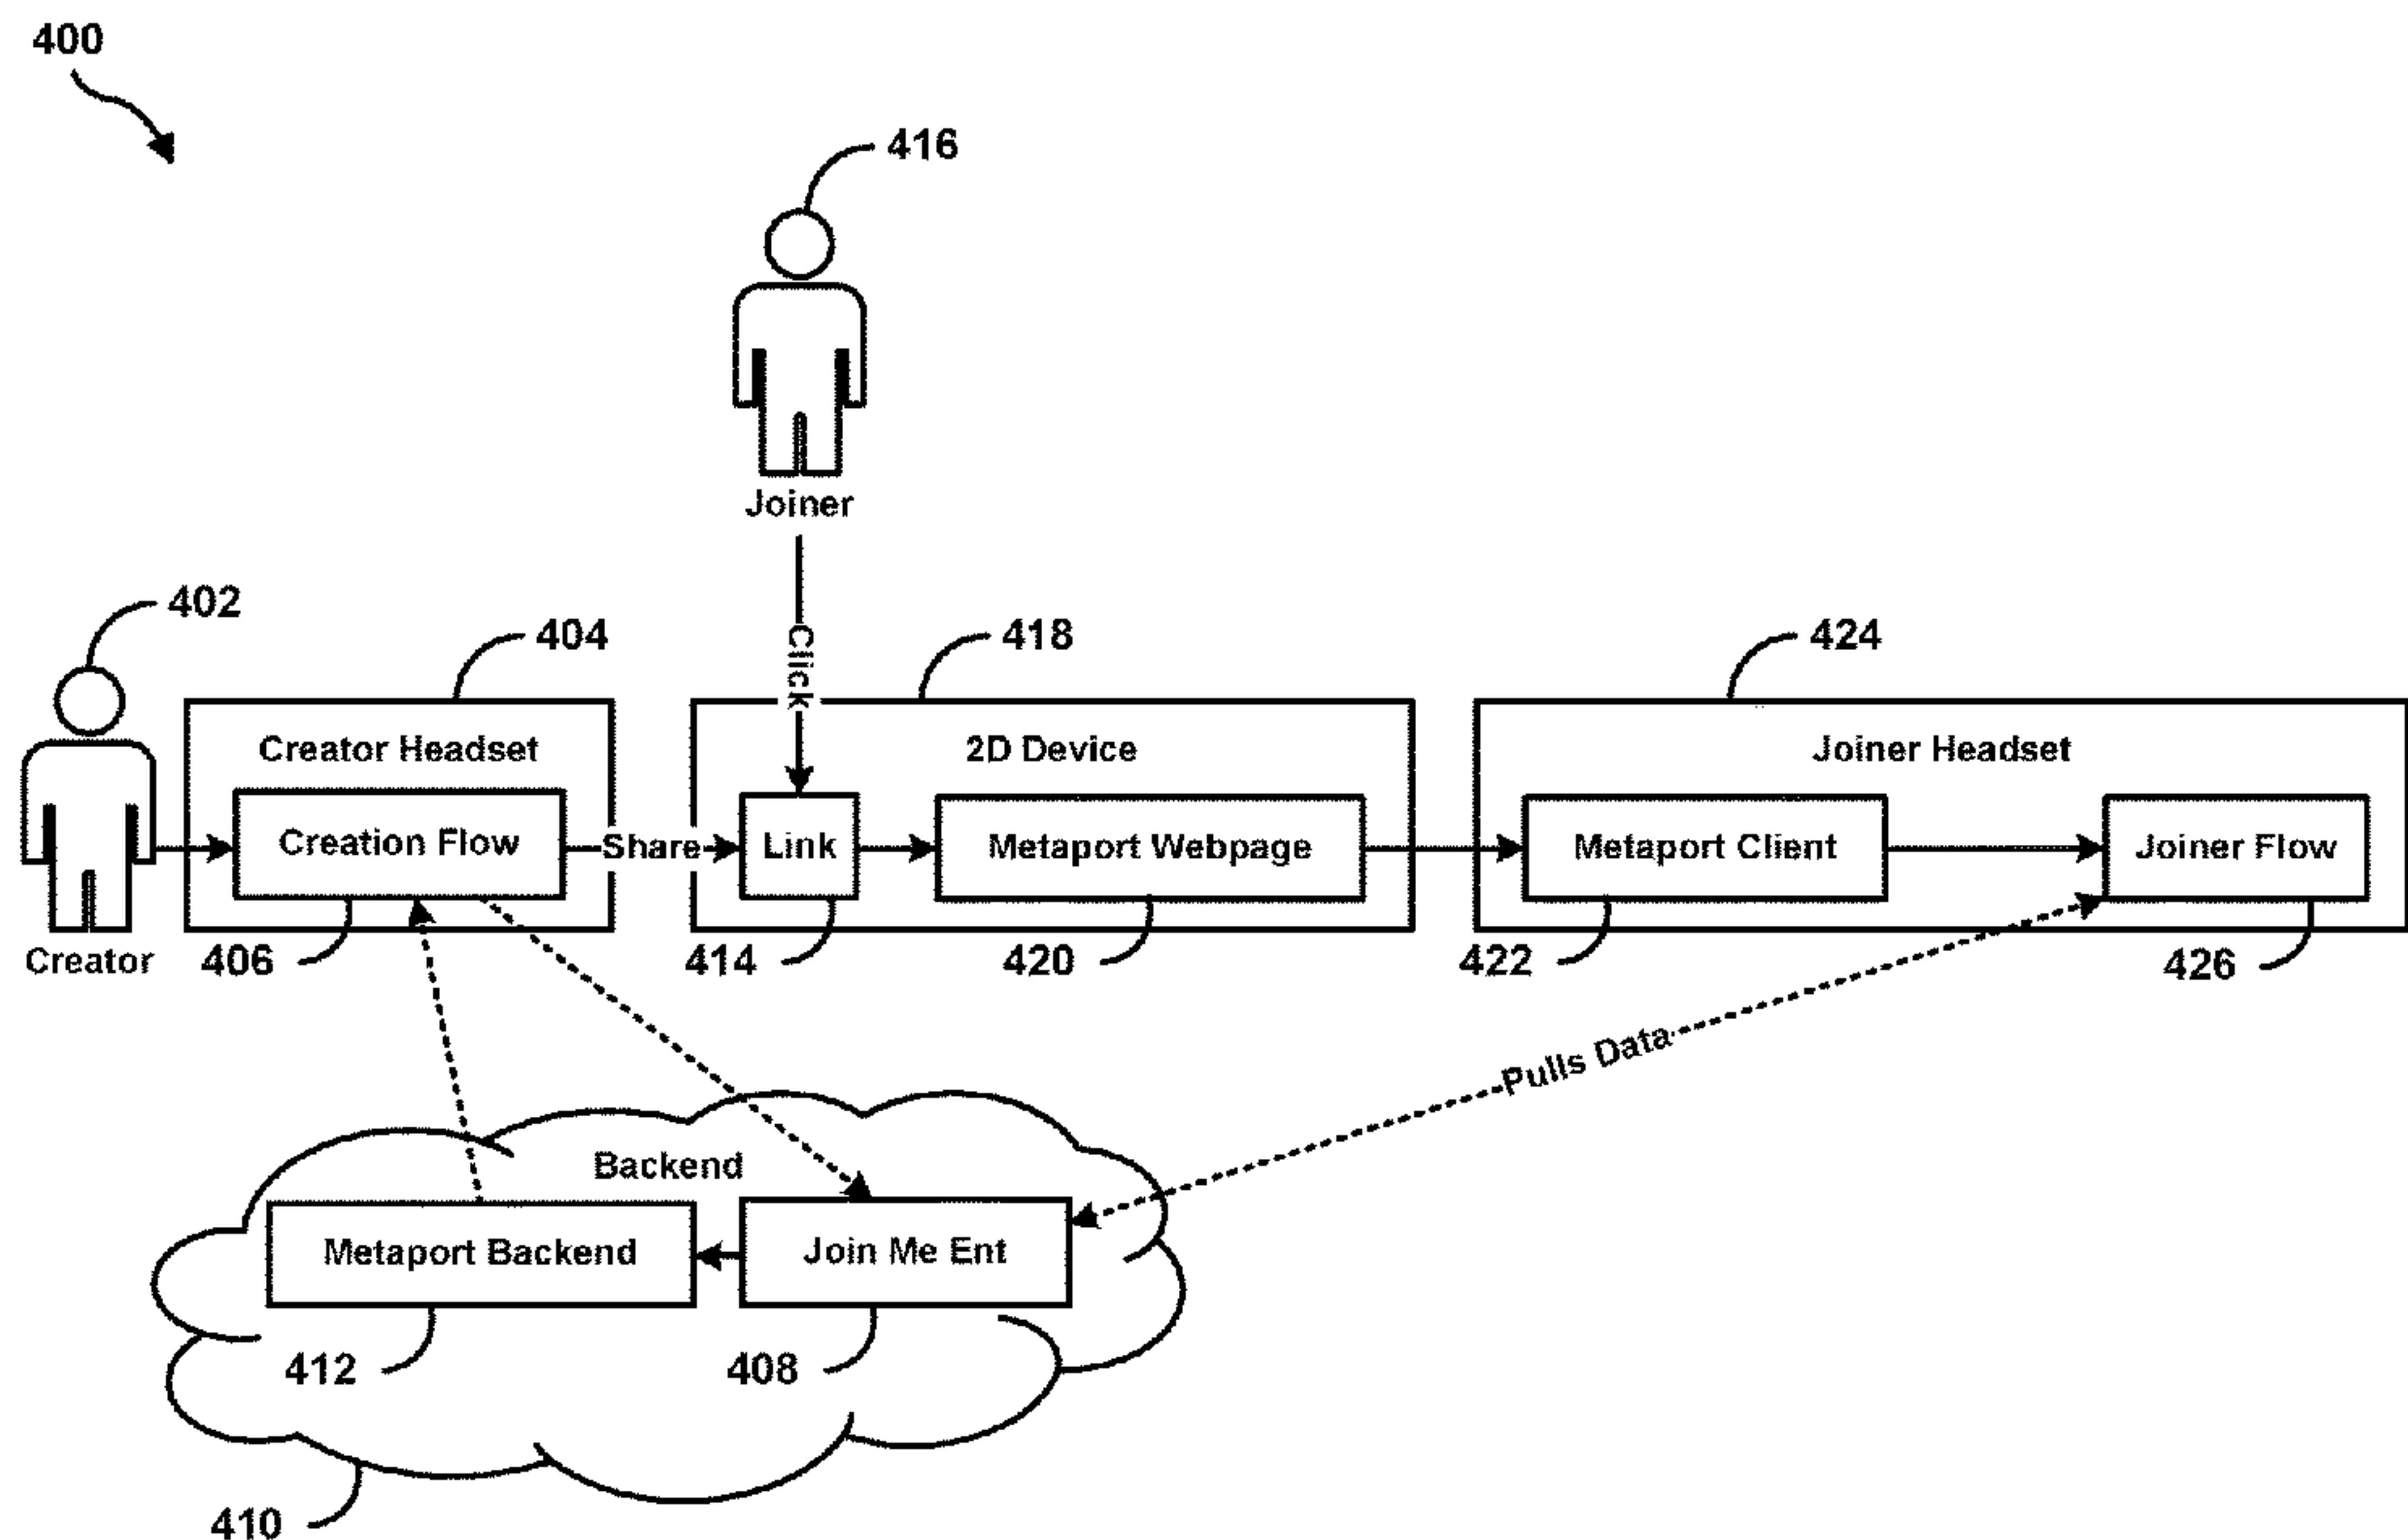 400
416
Joiner
402
404
Click
418
424
Creator Headset
2D Device
Joiner Headset
Creation Flow
Share
Link
Metaport Webpage
Metaport Client
Joiner Flow
Creator
406
414
420
422
426
Pulls Data
Backend
Metaport Backend
Join Me Ent
412
408
410